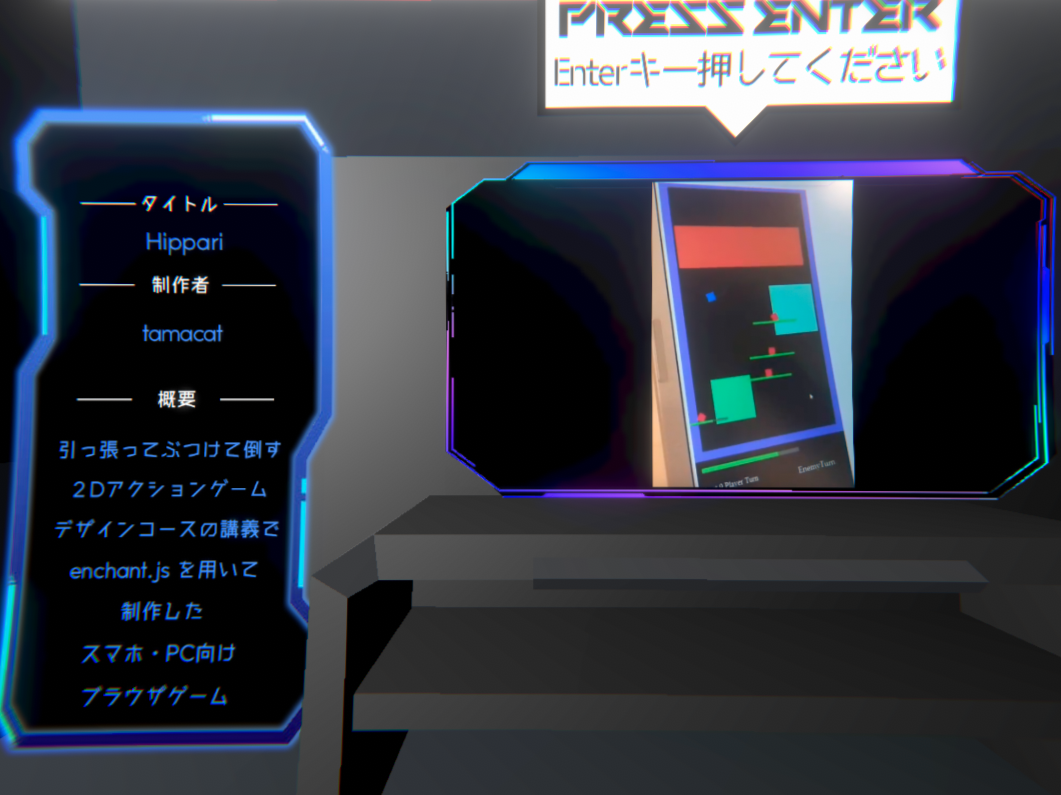 PRESS ENTER
Enterキー押してください
タイトル
Hippari
制作者
tamacat
概要
引っ張ってぶつけて倒す
2Dアクションゲーム
デザインコースの講義で
enchant.js を用いて
制作した
スマホ・PC向け
ブラウザゲーム
Player Turn
Enemy Turn